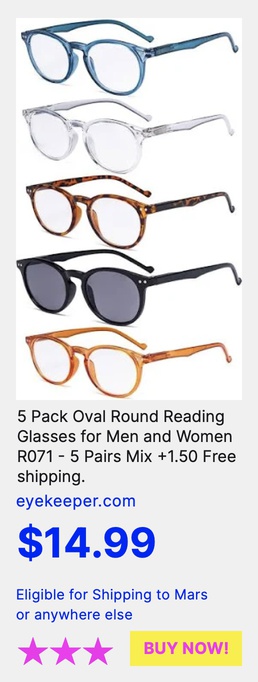 5 Pack Oval Round Reading
Glasses for Men and Women
R071 - 5 Pairs Mix +1.50 Free
shipping.
eyekeeper.com
$14.99
Eligible for Shipping to Mars
or anywhere else
BUY NOW!